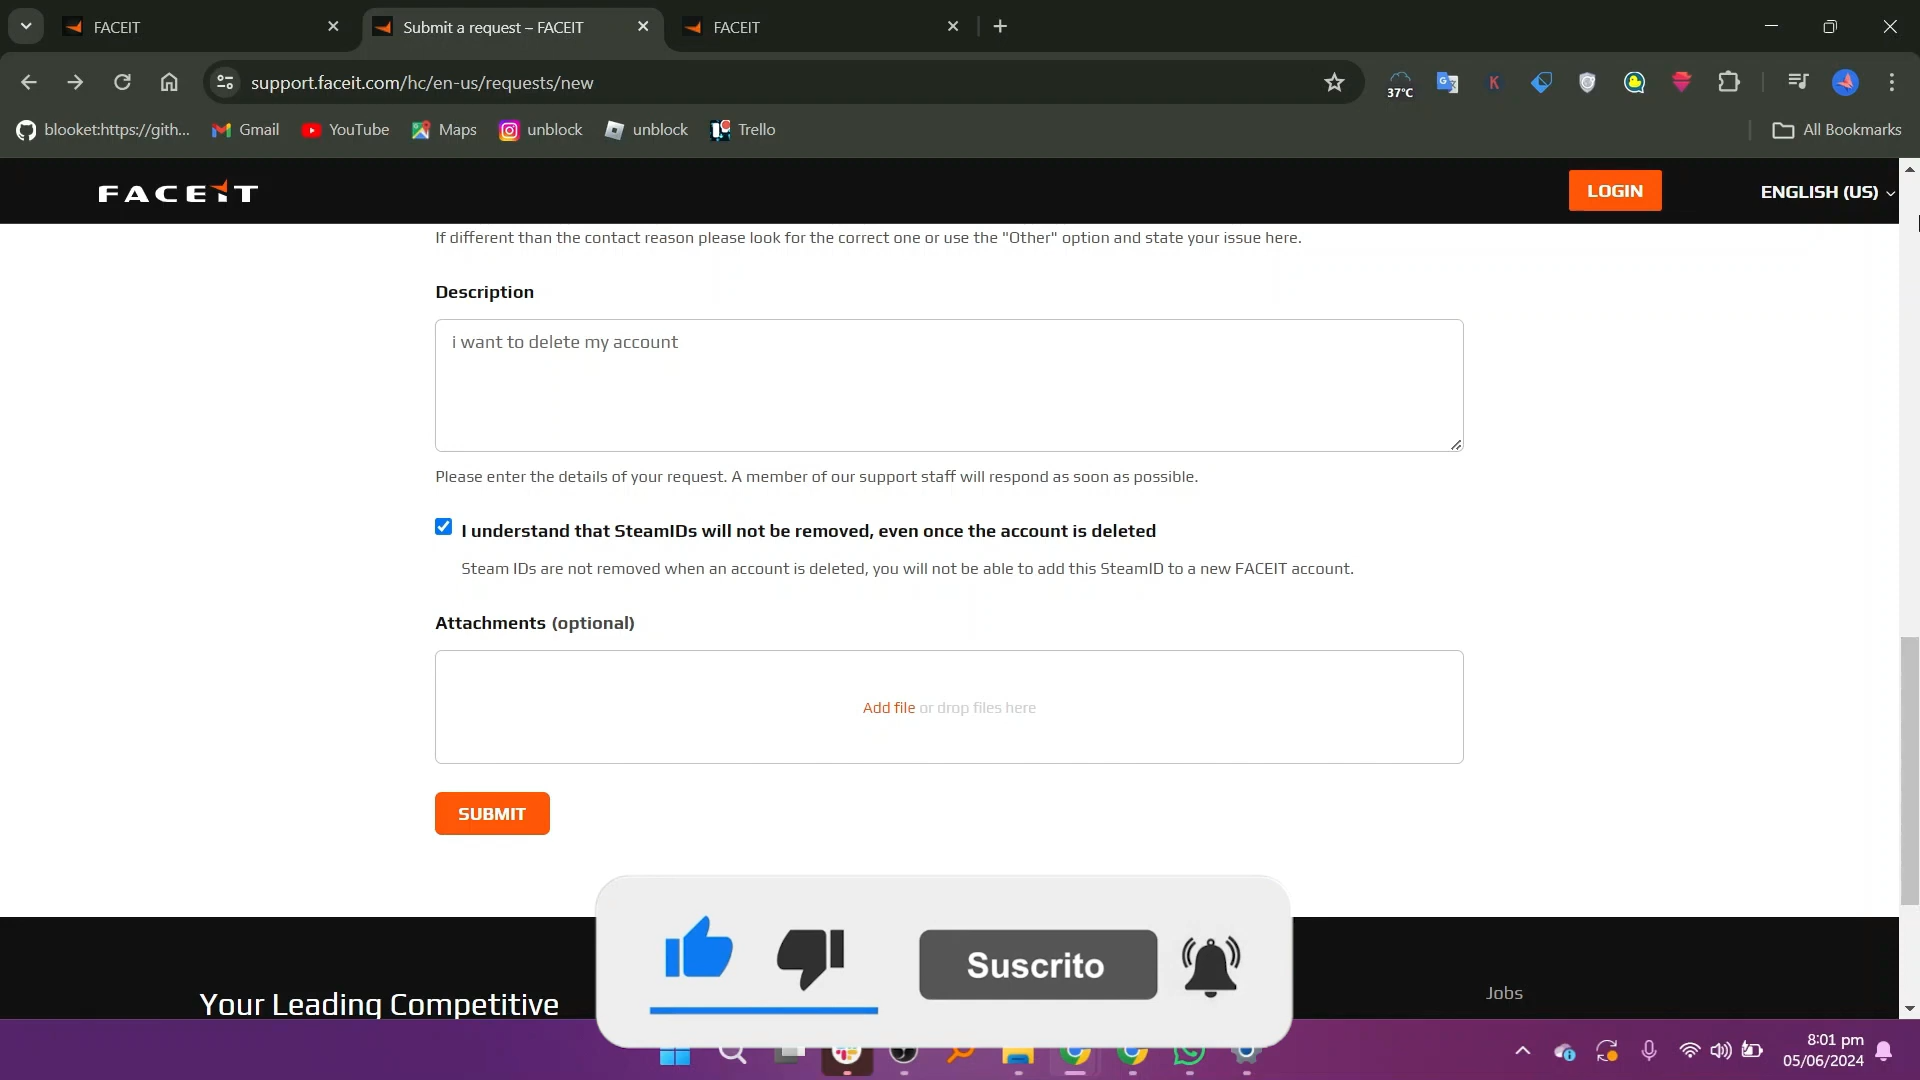 FACEIT
Submit a request – FACEIT
FACEIT
support.faceit.com/hc/en-us/requests/new
37°C
K
blooket:https://gith...
Gmail
YouTube
Maps
unblock
unblock
Trello
All Bookmarks
FACEIT
LOGIN
ENGLISH (US)
If different than the contact reason please look for the correct one or use the "Other" option and state your issue here.
Description
i want to delete my account
Please enter the details of your request. A member of our support staff will respond as soon as possible.
I understand that SteamIDs will not be removed, even once the account is deleted
Steam IDs are not removed when an account is deleted, you will not be able to add this SteamID to a new FACEIT account.
Attachments (optional)
Add file or drop files here
SUBMIT
Suscrito
Your Leading Competitive
Jobs
8:01 pm
05/06/2024